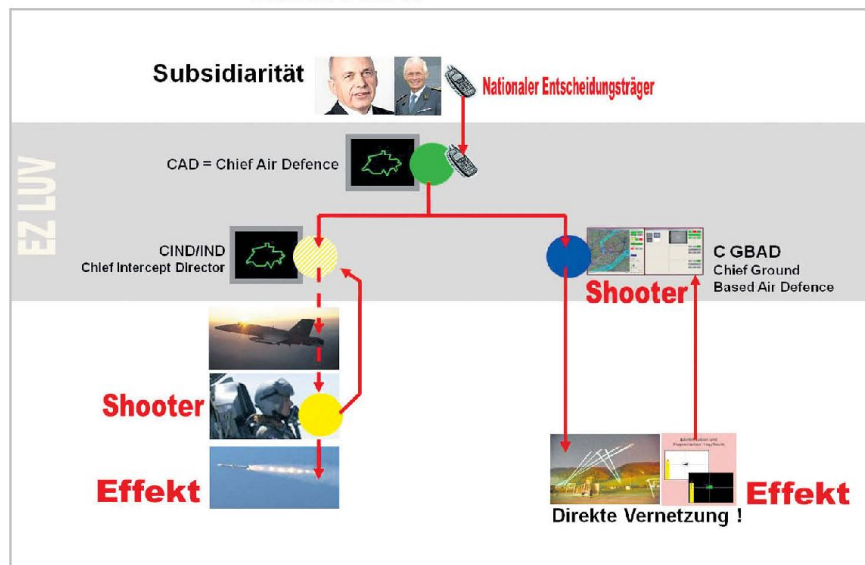 Subsidiarität
Nationaler Entscheidungsträger
EZ LUV
CAD = Chief Air Defence
CIND/IND
Chief Intercept Director
C GBAD
Chief Ground
Based Air Defence
Shooter
Shooter
Effekt
Effekt
Direkte Vernetzung !